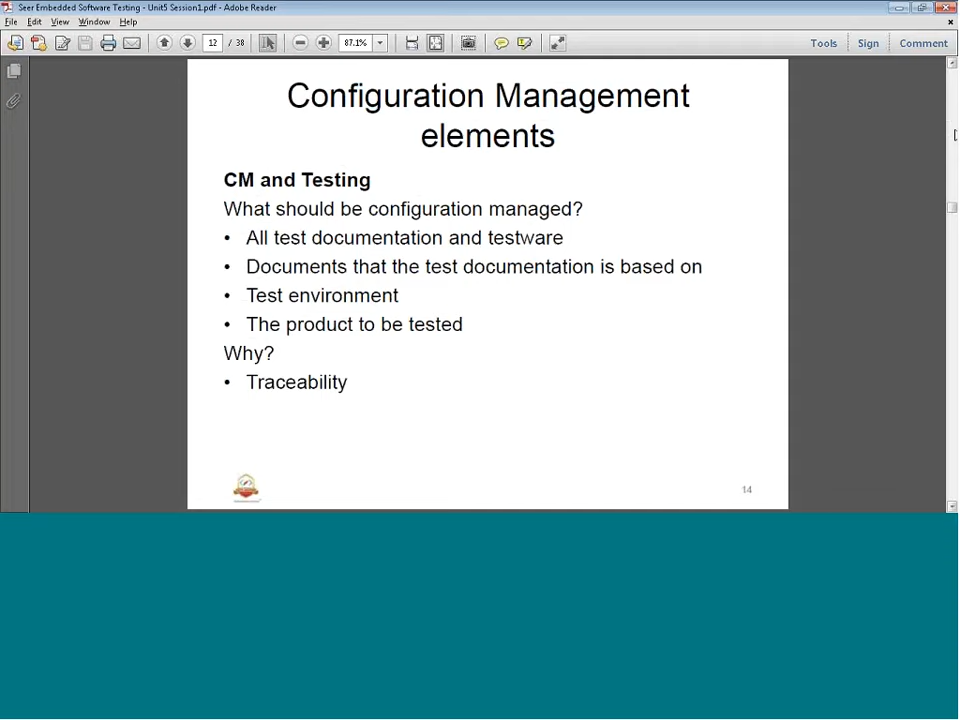 Seer Embedded Software Testing - Unit5 Session1.pdf - Adobe Reader
File Edit View Window Help
12 / 38 87.1% Tools Sign Comment
Configuration Management
elements
CM and Testing
What should be configuration managed?
• All test documentation and testware
• Documents that the test documentation is based on
• Test environment
• The product to be tested
Why?
• Traceability
14